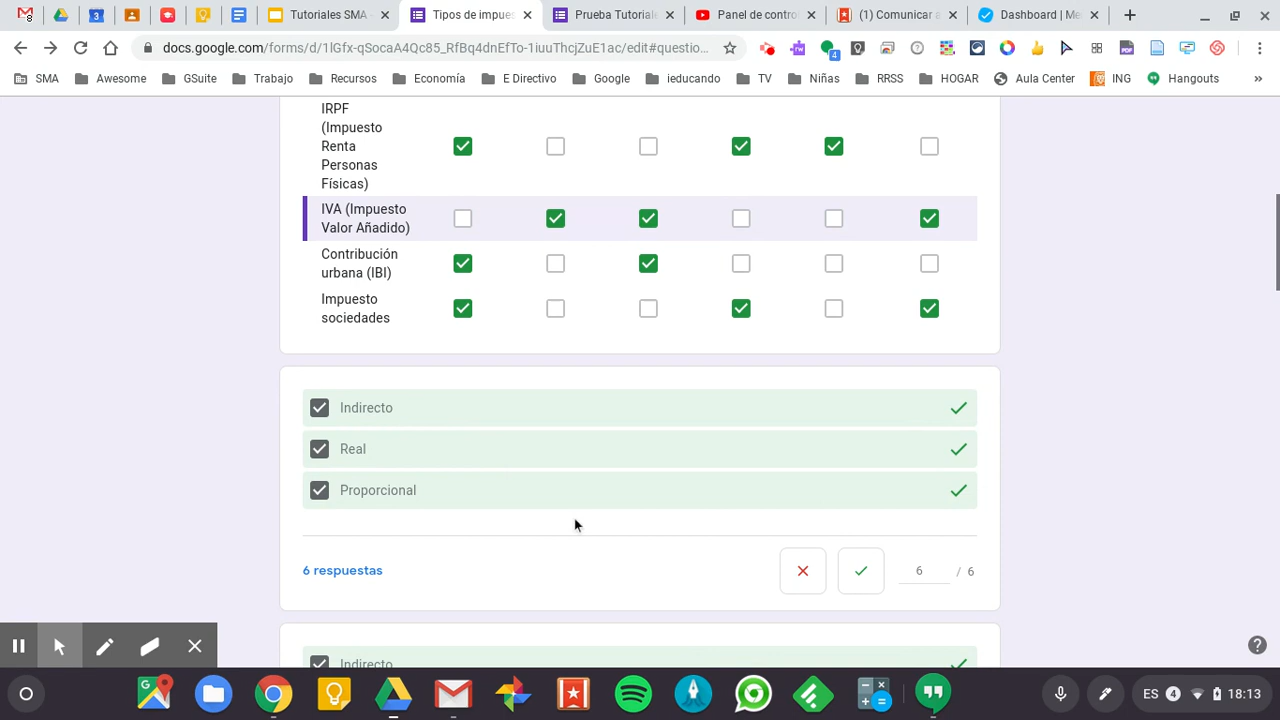 Tutoriales SMA -
Tipos de impues
Prueba Tutoriale
Panel de contro
(1) Comunicar a
Dashboard | Me
docs.google.com/forms/d/1lGfx-qSocaA4Qc85_RfBq4dnEfTo-1iuuThcjZuE1ac/edit#questio...
4
SMA
Awesome
GSuite
Trabajo
Recursos
Economía
E Directivo
Google
ieducando
TV
Niñas
RRSS
HOGAR
Aula Center
ING
Hangouts
»
IRPF
(Impuesto
Renta
Personas
Físicas)
IVA (Impuesto
Valor Añadido)
Contribución
urbana (IBI)
Impuesto
sociedades
Indirecto
Real
Proporcional
6 respuestas
6 / 6
Indirecto
ES 4 18:13